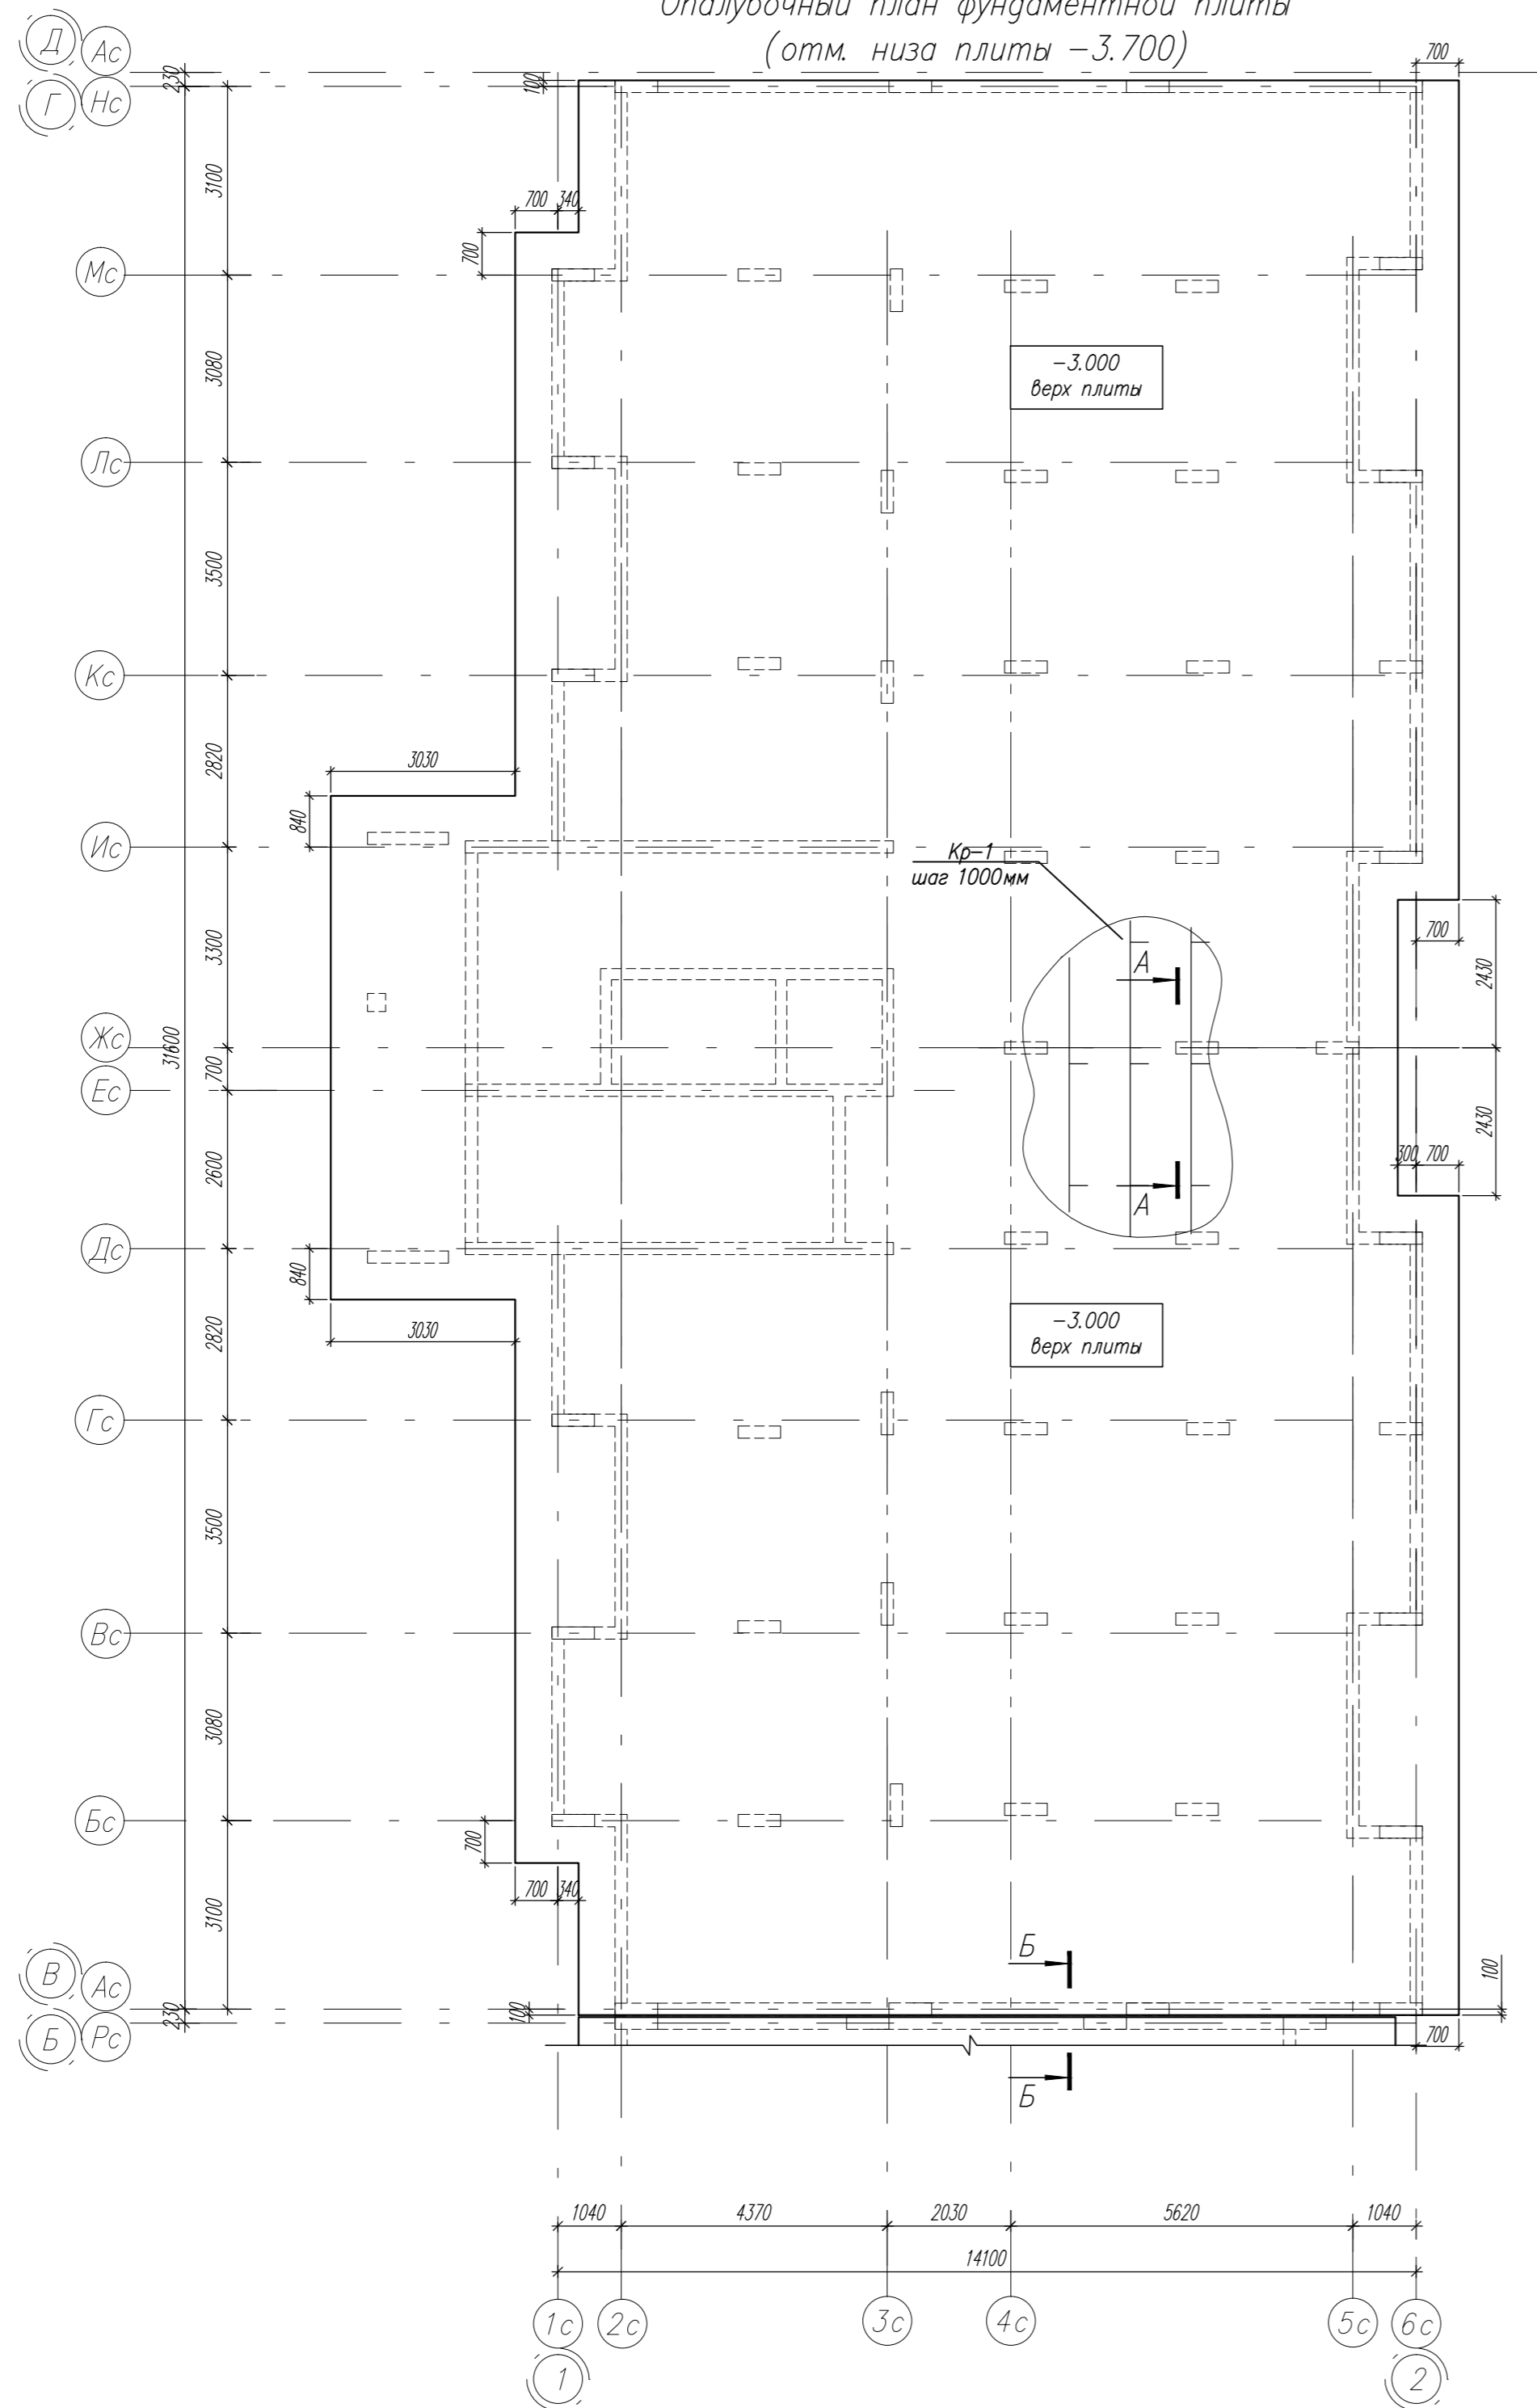 Опалубочный план фундаментной плиты
(отм. низа плиты -3.700)
Д
Ас
Г
Нс
230
100
700
3100
700
340
700
Мс
3080
-3.000
верх плиты
Лс
3500
Кс
2820
3030
840
Ис
Кр-1
шаг 1000мм
3300
700
2430
А
Жс
31600
700
Ес
2430
2600
300
700
А
Дс
840
2820
3030
-3.000
верх плиты
Гс
3500
Вс
3080
Бс
700
700
340
3100
Б
В
Ас
100
230
100
Б
Рс
700
Б
1040
4370
2030
5620
1040
14100
1с
2с
3с
4с
5с
6с
1
2